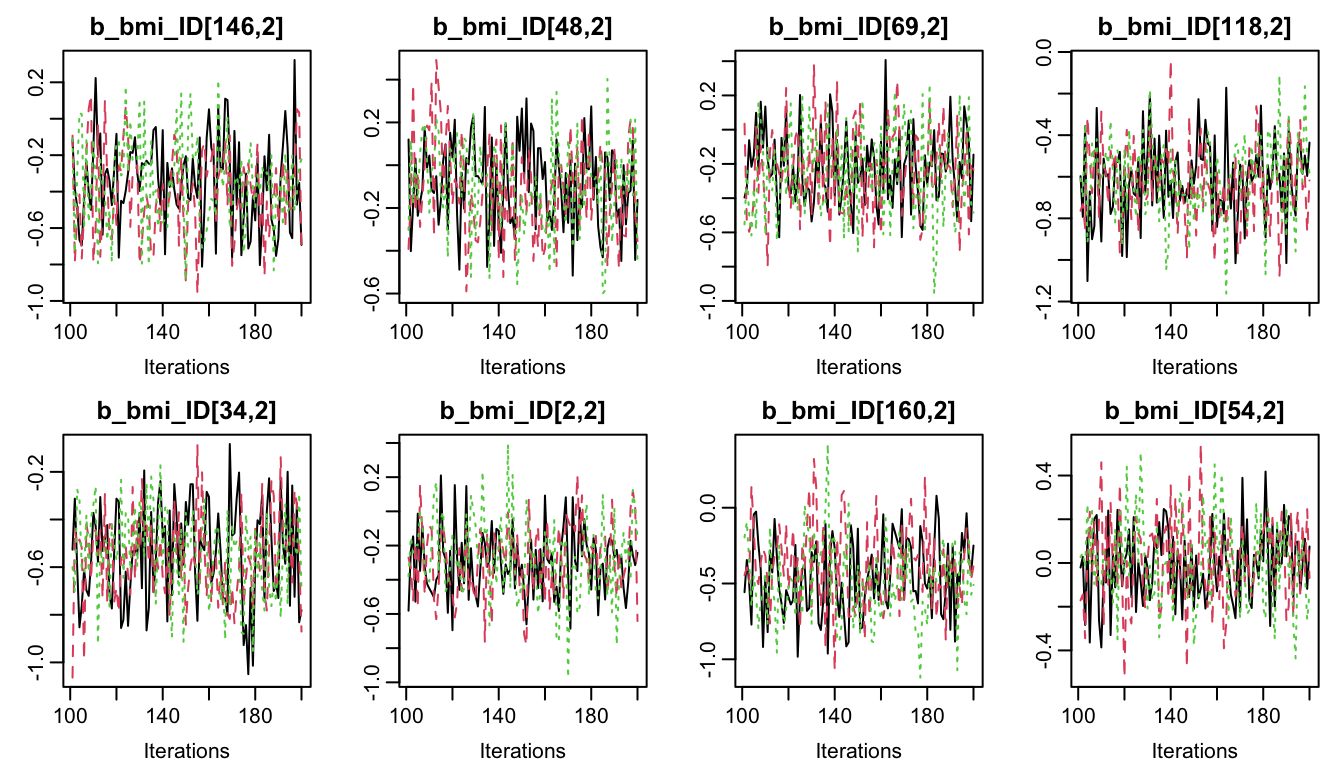 b_bmi_ID[146,2] b_bmi_ID[48,2] b_bmi_ID[69,2] b_bmi_ID[118,2]
0.2 -0.2 -0.6 -1.0
0.2 -0.2 -0.6
0.2 -0.2 -0.6 -1.0
0.0 -0.4 -0.8 -1.2
100 140 180 100 140 180 100 140 180 100 140 180
Iterations Iterations Iterations Iterations
b_bmi_ID[34,2] b_bmi_ID[2,2] b_bmi_ID[160,2] b_bmi_ID[54,2]
-0.2 -0.6 -1.0
0.2 -0.2 -0.6 -1.0
0.0 -0.5 -1.0
0.4 0.0 -0.4
100 140 180 100 140 180 100 140 180 100 140 180
Iterations Iterations Iterations Iterations